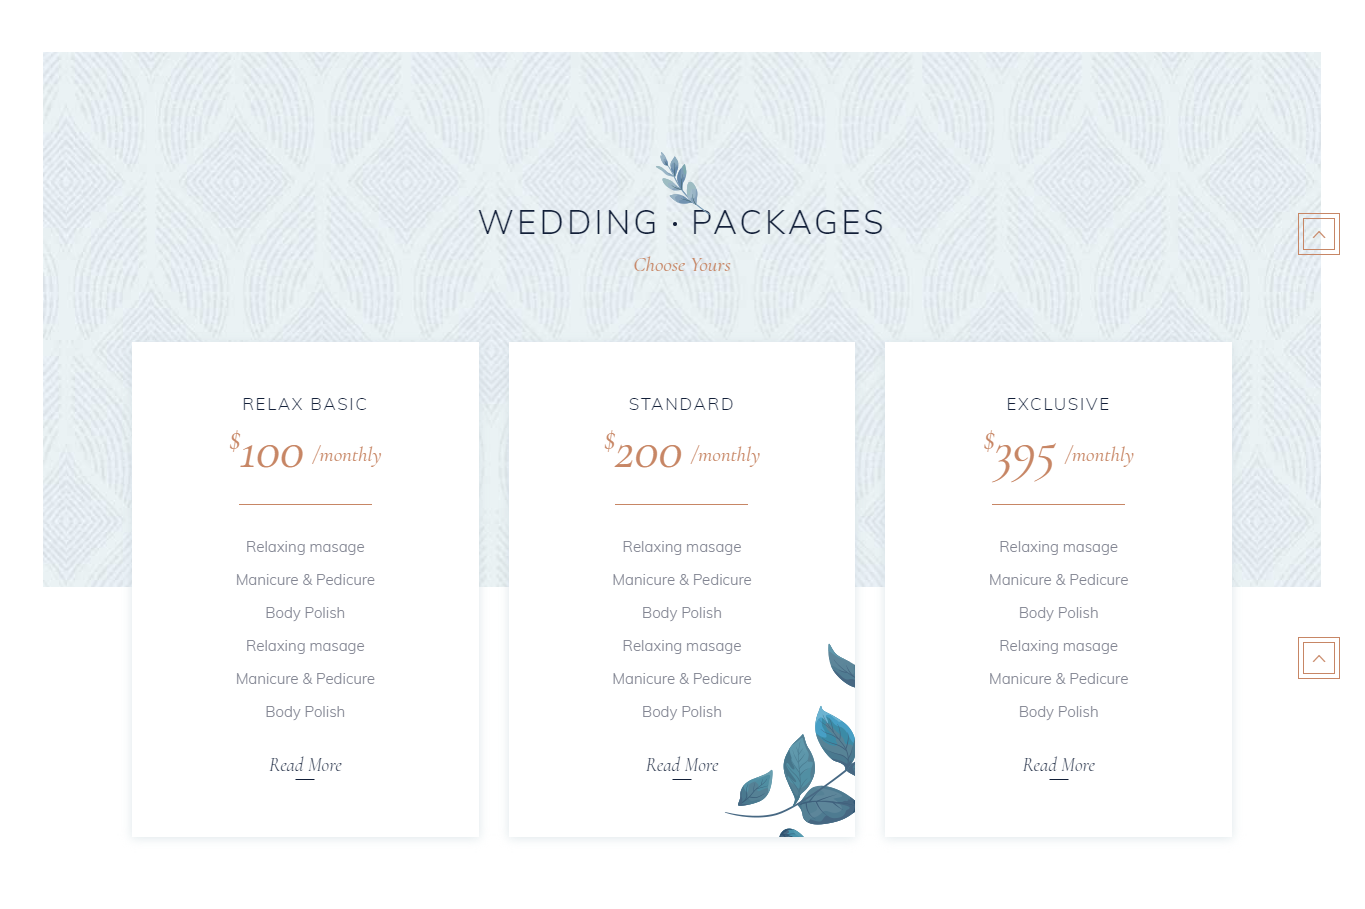 WEDDING · PACKAGES
Choose Yours
RELAX BASIC
$100 /monthly
Relaxing masage
Manicure & Pedicure
Body Polish
Relaxing masage
Manicure & Pedicure
Body Polish
Read More
STANDARD
$200 /monthly
Relaxing masage
Manicure & Pedicure
Body Polish
Relaxing masage
Manicure & Pedicure
Body Polish
Read More
EXCLUSIVE
$395 /monthly
Relaxing masage
Manicure & Pedicure
Body Polish
Relaxing masage
Manicure & Pedicure
Body Polish
Read More